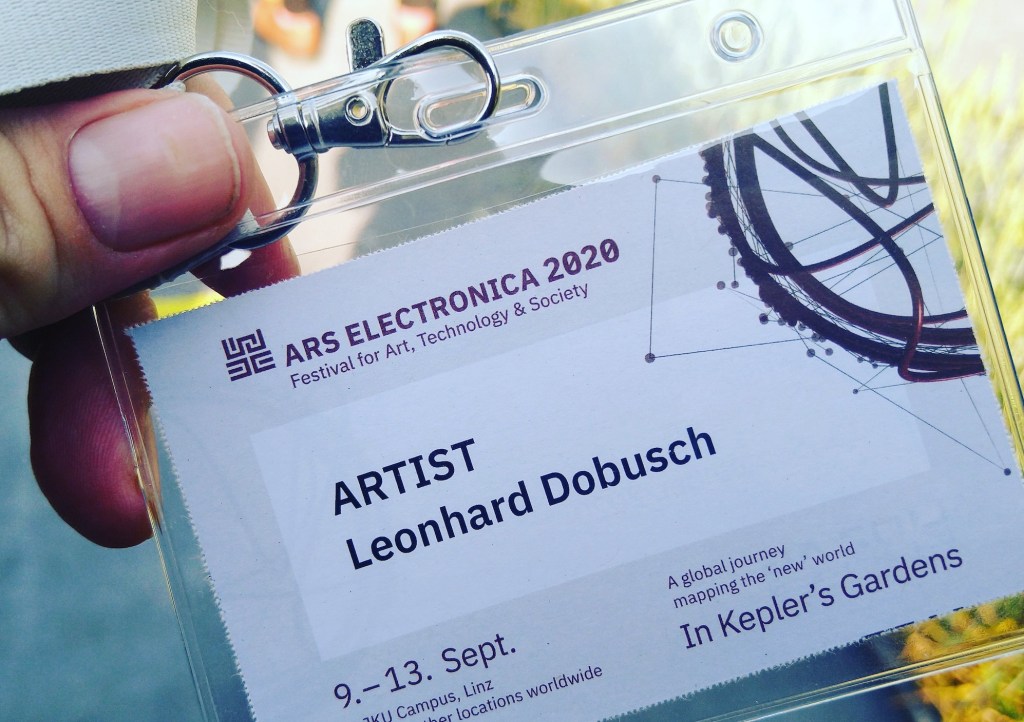 ARS ELECTRONICA 2020
Festival for Art, Technology & Society
ARTIST
Leonhard Dobusch
A global journey
mapping the ‘new’ world
In Kepler’s Gardens
9.–13. Sept.
JKU Campus, Linz
locations worldwide